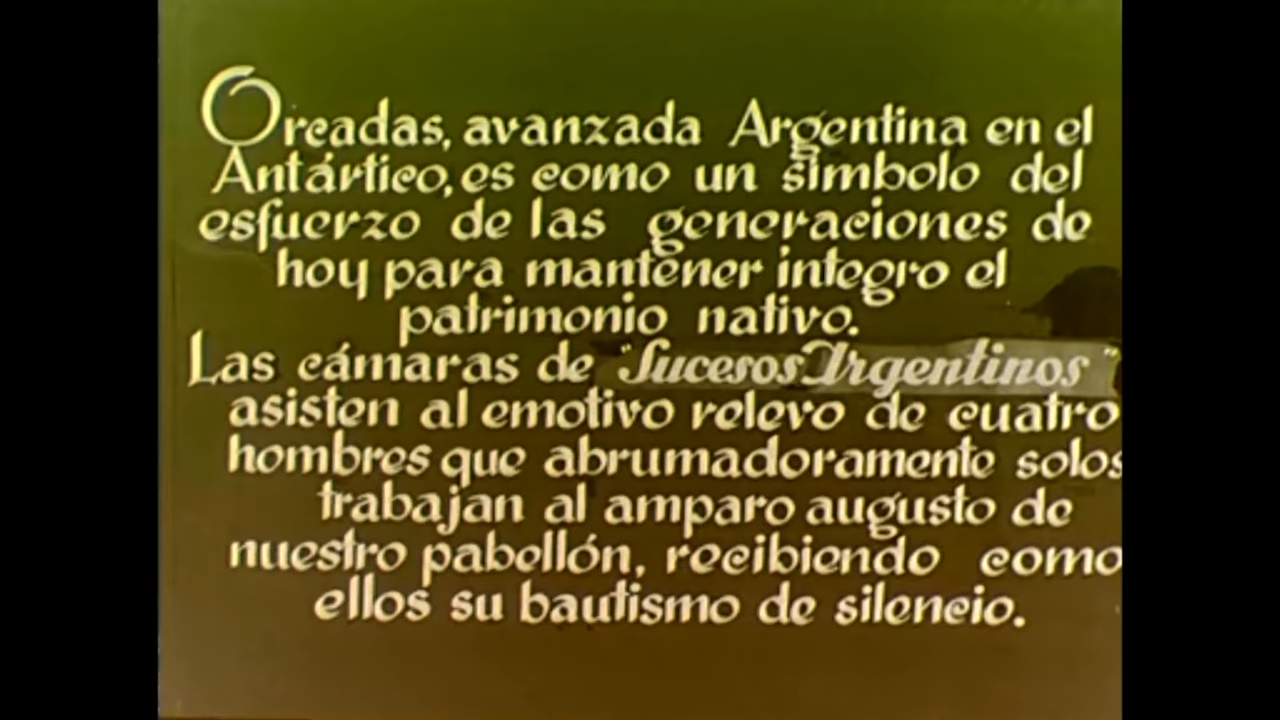 Orcadas, avanzada Argentina en el
Antártico, es como un símbolo del
esfuerzo de las generaciones de
hoy para mantener integro el
patrimonio nativo.
Las cámaras de "Sucesos Argentinos"
asisten al emotivo relevo de cuatro
hombres que abrumadoramente solos
trabajan al amparo augusto de
nuestro pabellón, recibiendo como
ellos su bautismo de silencio.